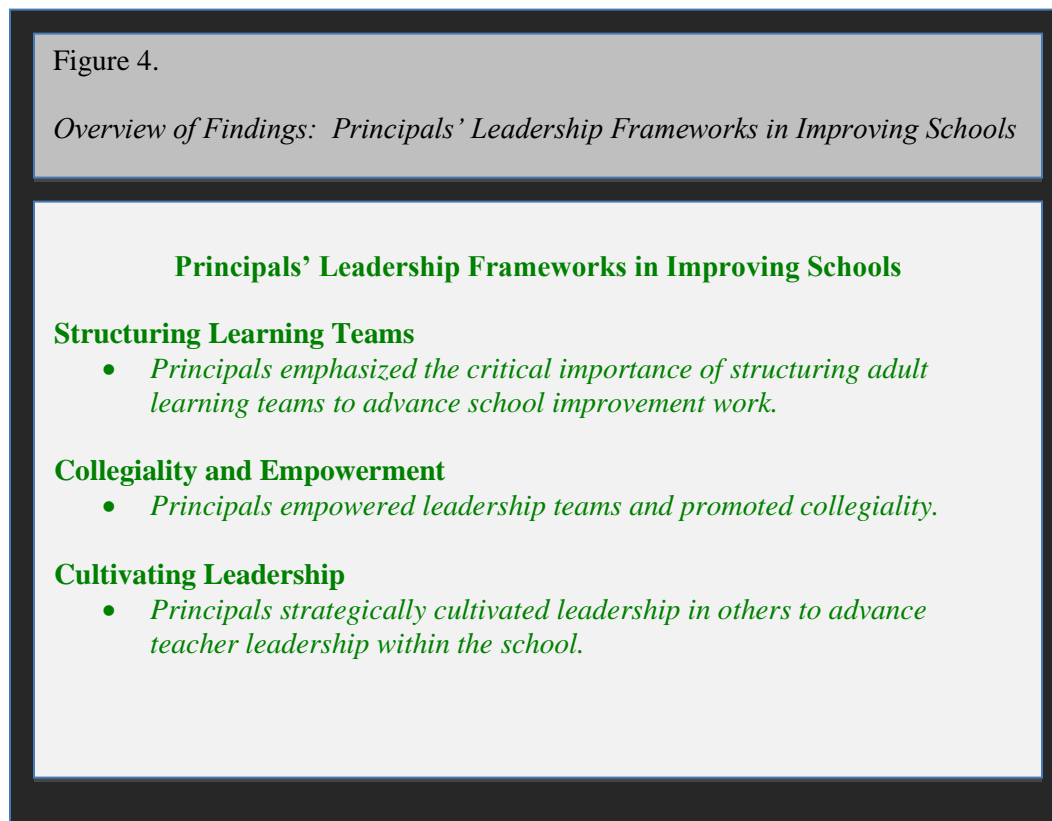 Figure 4.
Overview of Findings:  Principals’ Leadership Frameworks in Improving Schools
Principals’ Leadership Frameworks in Improving Schools
Structuring Learning Teams
• Principals emphasized the critical importance of structuring adult
learning teams to advance school improvement work.
Collegiality and Empowerment
• Principals empowered leadership teams and promoted collegiality.
Cultivating Leadership
• Principals strategically cultivated leadership in others to advance
teacher leadership within the school.